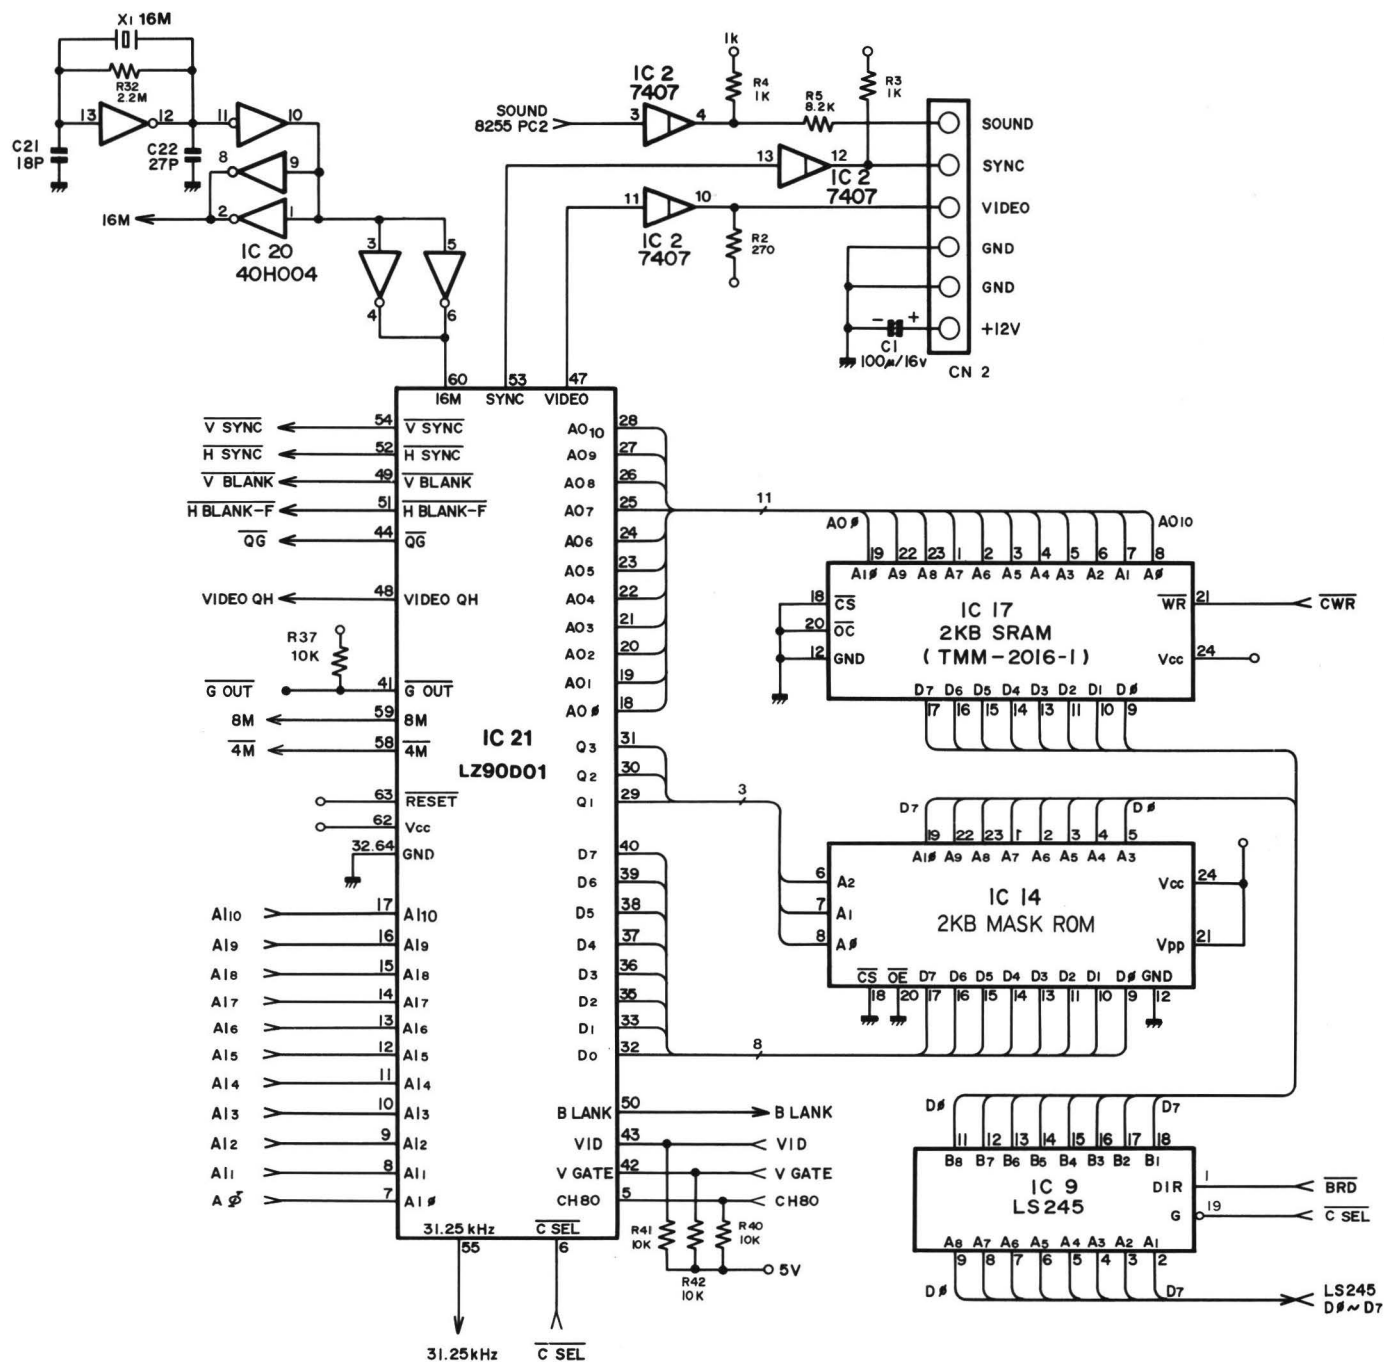 X1 16M
R32
2.2M
13 12 11 10
C21
18P
C22
27P
8 9
16M 2 1
IC 20
40H004
3 5
4 6
SOUND
8255 PC2
IC 2
7407
3 4
1k
R4
1K
R5
8.2K
R3
1K
13 12
IC 2
7407
11 10
IC 2
7407
R2
270
SOUND
SYNC
VIDEO
GND
GND
+12V
− +
C1
100μ/16v
CN 2
60 53 47
16M SYNC VIDEO
V SYNC 54 V SYNC
H SYNC 52 H SYNC
V BLANK 49 V BLANK
H BLANK-F 51 H BLANK-F
QG 44 QG
VIDEO QH 48 VIDEO QH
R37
10K
G OUT 41 G OUT
8M 59 8M
4M 58 4M
63 RESET
62 Vcc
32.64 GND
AI10 17 AI10
AI9 16 AI9
AI8 15 AI8
AI7 14 AI7
AI6 13 AI6
AI5 12 AI5
AI4 11 AI4
AI3 10 AI3
AI2 9 AI2
AI1 8 AI1
AØ 7 AIØ
IC 21
LZ90D01
AO10 28
AO9 27
AO8 26
AO7 25
AO6 24
AO5 23
AO4 22
AO3 21
AO2 20
AO1 19
AOØ 18
Q3 31
Q2 30
Q1 29
D7 40
D6 39
D5 38
D4 37
D3 36
D2 35
D1 33
D0 32
BLANK 50 BLANK
VID 43 VID
V GATE 42 V GATE
CH80 5 CH80
31.25 kHz C SEL
55 6
R41
10K
R42
10K
R40
10K
5V
31.25kHz C SEL
11
3
8
AOØ AO10
19 22 23 1 2 3 4 5 6 7 8
A1Ø A9 A8 A7 A6 A5 A4 A3 A2 A1 AØ
18 CS
20 OC
12 GND
IC 17
2KB SRAM
(TMM-2016-1)
WR 21 CWR
Vcc 24
D7 D6 D5 D4 D3 D2 D1 DØ
17 16 15 14 13 11 10 9
D7 DØ
19 22 23 1 2 3 4 5
A1Ø A9 A8 A7 A6 A5 A4 A3
6 A2
7 A1
8 AØ
IC 14
2KB MASK ROM
Vcc 24
Vpp 21
CS OE D7 D6 D5 D4 D3 D2 D1 DØ GND
18 20 17 16 15 14 13 11 10 9 12
DØ D7
11 12 13 14 15 16 17 18
B8 B7 B6 B5 B4 B3 B2 B1
IC 9
LS245
DIR 1 BRD
G 19 C SEL
A8 A7 A6 A5 A4 A3 A2 A1
9 8 7 6 5 4 3 2
DØ D7
LS245
DØ~D7